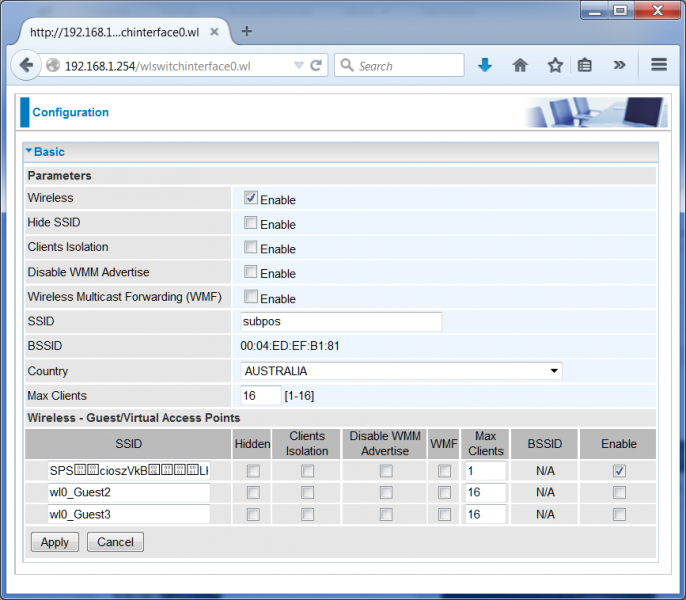 http://192.168.1...chinterface0.wl
192.168.1.254/wlswitchinterface0.wl
Search
Configuration
Basic
Parameters
Wireless Enable
Hide SSID Enable
Clients Isolation Enable
Disable WMM Advertise Enable
Wireless Multicast Forwarding (WMF) Enable
SSID subpos
BSSID 00:04:ED:EF:B1:81
Country AUSTRALIA
Max Clients 16 [1-16]
Wireless - Guest/Virtual Access Points
SSID Hidden Clients Isolation Disable WMM Advertise WMF Max Clients BSSID Enable
SPS cioszVkB 1 N/A
wl0_Guest2 16 N/A
wl0_Guest3 16 N/A
Apply Cancel